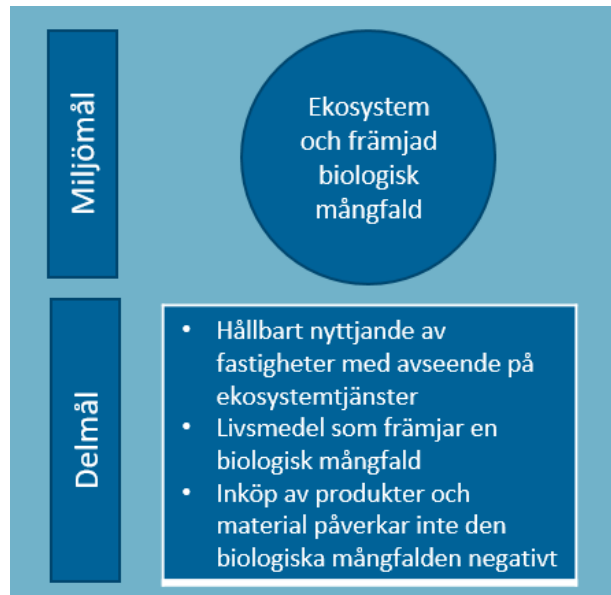 Miljömål
Ekosystem
och främjad
biologisk
mångfald
Delmål
• Hållbart nyttjande av
fastigheter med avseende på
ekosystemtjänster
• Livsmedel som främjar en
biologisk mångfald
• Inköp av produkter och
material påverkar inte den
biologiska mångfalden negativt